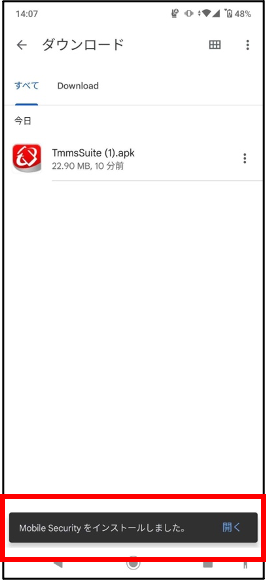 14:07 48%
ダウンロード
すべて Download
今日
TmmsSuite (1).apk
22.90 MB, 10 分前
Mobile Security をインストールしました。 開く